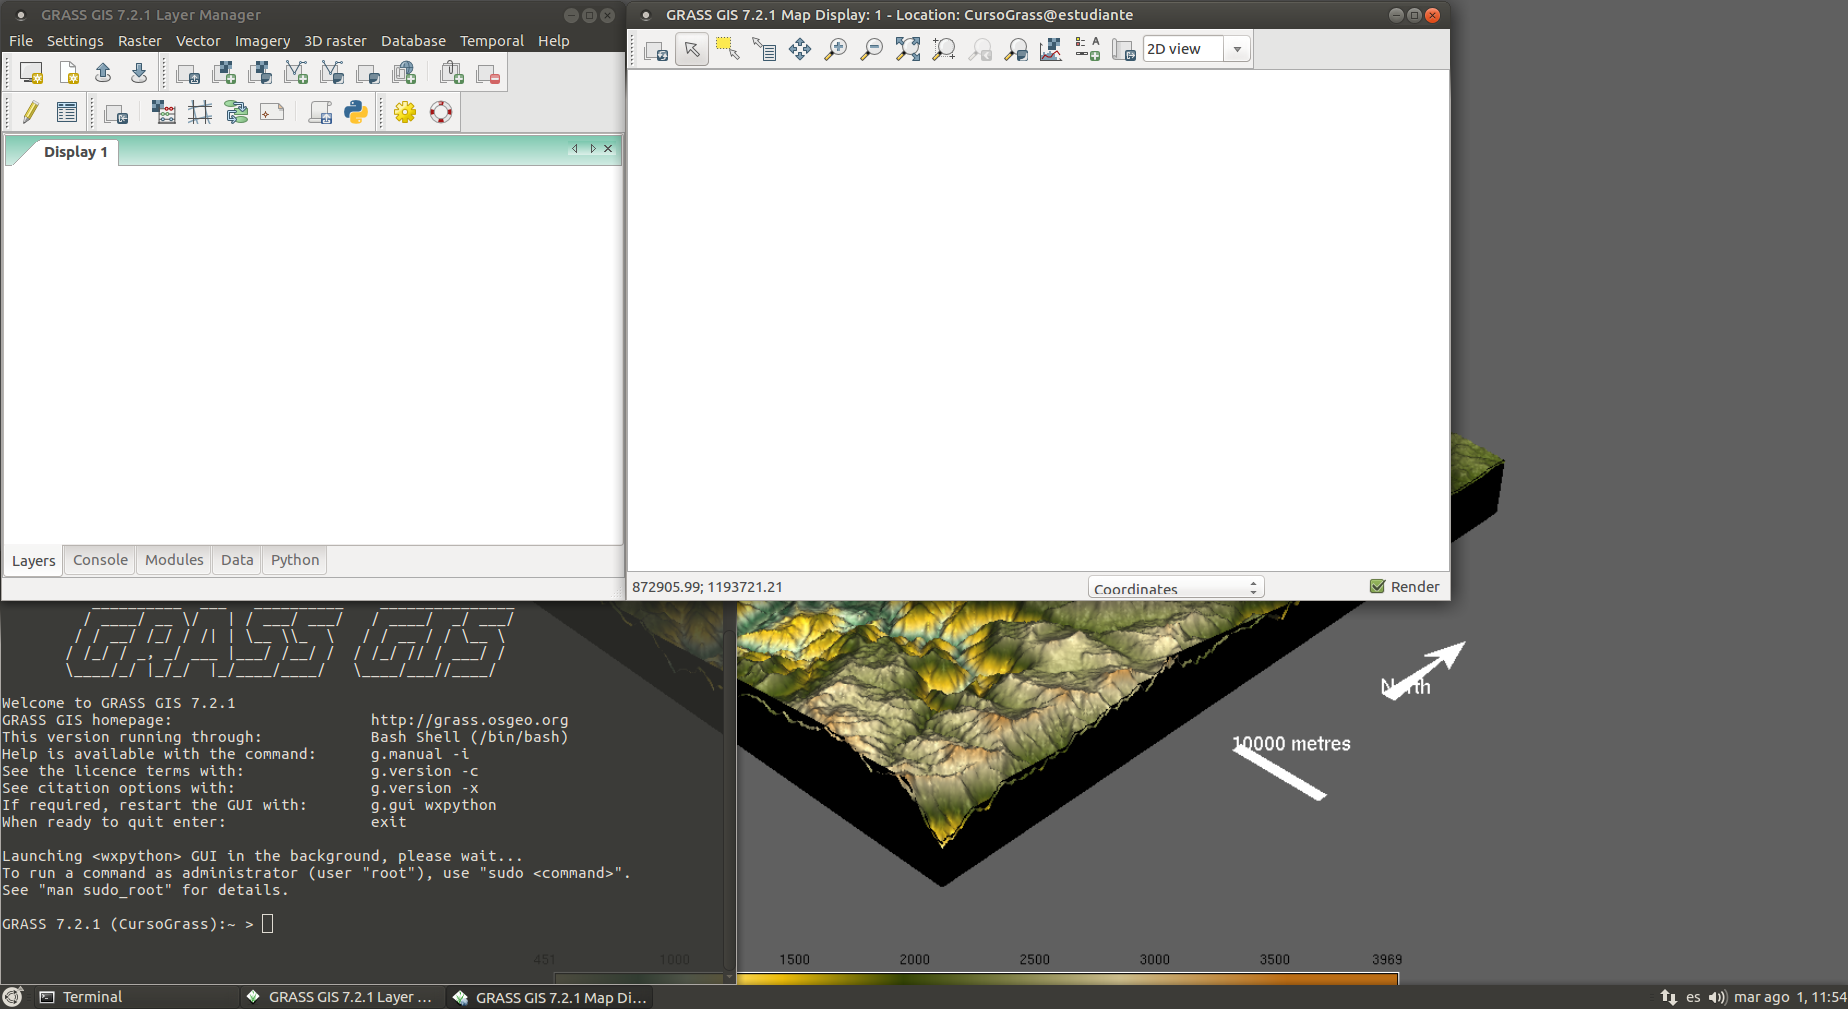 GRASS GIS 7.2.1 Layer Manager
File Settings Raster Vector Imagery 3D raster Database Temporal Help
Display 1
Layers Console Modules Data Python
GRASS GIS 7.2.1 Map Display: 1 - Location: CursoGrass@estudiante
2D view
872905.99; 1193721.21
Coordinates
Render
GRASS GIS
Welcome to GRASS GIS 7.2.1
GRASS GIS homepage: http://grass.osgeo.org
This version running through: Bash Shell (/bin/bash)
Help is available with the command: g.manual -i
See the licence terms with: g.version -c
See citation options with: g.version -x
If required, restart the GUI with: g.gui wxpython
When ready to quit enter: exit
Launching <wxpython> GUI in the background, please wait...
To run a command as administrator (user "root"), use "sudo <command>".
See "man sudo_root" for details.
GRASS 7.2.1 (CursoGrass):~ >
North
10000 metres
451 1000 1500 2000 2500 3000 3500 3969
Terminal
GRASS GIS 7.2.1 Layer ...
GRASS GIS 7.2.1 Map Di...
es
mar ago 1, 11:54